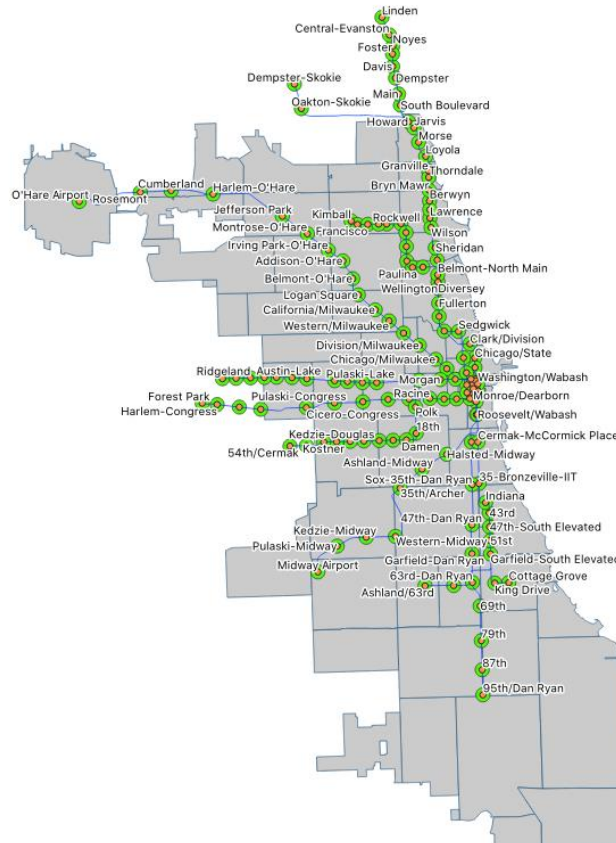 Linden
Central-Evanston
Noyes
Foster
Davis
Dempster
Dempster-Skokie
Main
Oakton-Skokie
South Boulevard
Howard
Jarvis
Morse
Loyola
Granville
Thorndale
Bryn Mawr
Cumberland
Harlem-O'Hare
O'Hare Airport
Rosemont
Berwyn
Jefferson Park
Kimball
Rockwell
Lawrence
Montrose-O'Hare
Francisco
Wilson
Irving Park-O'Hare
Sheridan
Addison-O'Hare
Paulina
Belmont-North Main
Belmont-O'Hare
Wellington
Diversey
Logan Square
Fullerton
California/Milwaukee
Western/Milwaukee
Sedgwick
Clark/Division
Division/Milwaukee
Chicago/State
Chicago/Milwaukee
Ridgeland
Austin-Lake
Pulaski-Lake
Morgan
Washington/Wabash
Forest Park
Pulaski-Congress
Racine
Monroe/Dearborn
Harlem-Congress
Cicero-Congress
Polk
Roosevelt/Wabash
18th
Kedzie-Douglas
Cermak-McCormick Place
54th/Cermak
Kostner
Damen
Halsted-Midway
Ashland-Midway
Sox-35th-Dan Ryan
35-Bronzeville-IIT
35th/Archer
Indiana
43rd
47th-Dan Ryan
47th-South Elevated
Kedzie-Midway
Western-Midway
51st
Pulaski-Midway
Garfield-Dan Ryan
Garfield-South Elevated
Midway Airport
63rd-Dan Ryan
Cottage Grove
Ashland/63rd
King Drive
69th
79th
87th
95th/Dan Ryan